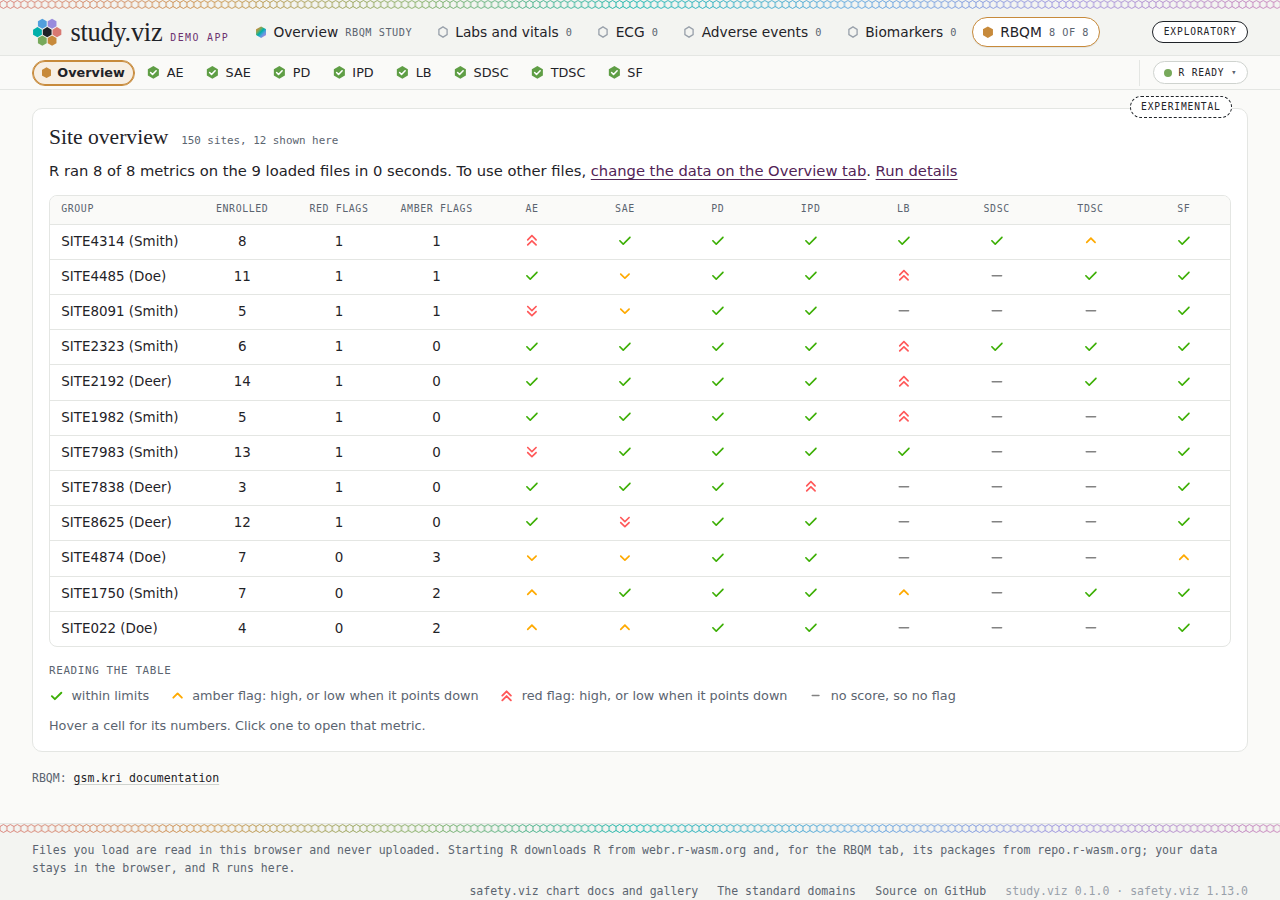 study.viz DEMO APP Overview RBQM STUDY Labs and vitals 0 ECG 0 Adverse events 0 Biomarkers 0 RBQM 8 OF 8 EXPLORATORY
Overview AE SAE PD IPD LB SDSC TDSC SF R READY
EXPERIMENTAL
Site overview 150 sites, 12 shown here
R ran 8 of 8 metrics on the 9 loaded files in 0 seconds. To use other files, change the data on the Overview tab. Run details
GROUP ENROLLED RED FLAGS AMBER FLAGS AE SAE PD IPD LB SDSC TDSC SF
SITE4314 (Smith) 8 1 1
SITE4485 (Doe) 11 1 1
SITE8091 (Smith) 5 1 1
SITE2323 (Smith) 6 1 0
SITE2192 (Deer) 14 1 0
SITE1982 (Smith) 5 1 0
SITE7983 (Smith) 13 1 0
SITE7838 (Deer) 3 1 0
SITE8625 (Deer) 12 1 0
SITE4874 (Doe) 7 0 3
SITE1750 (Smith) 7 0 2
SITE022 (Doe) 4 0 2
READING THE TABLE
within limits amber flag: high, or low when it points down red flag: high, or low when it points down no score, so no flag
Hover a cell for its numbers. Click one to open that metric.
RBQM: gsm.kri documentation
Files you load are read in this browser and never uploaded. Starting R downloads R from webr.r-wasm.org and, for the RBQM tab, its packages from repo.r-wasm.org; your data
stays in the browser, and R runs here.
safety.viz chart docs and gallery The standard domains Source on GitHub study.viz 0.1.0 · safety.viz 1.13.0